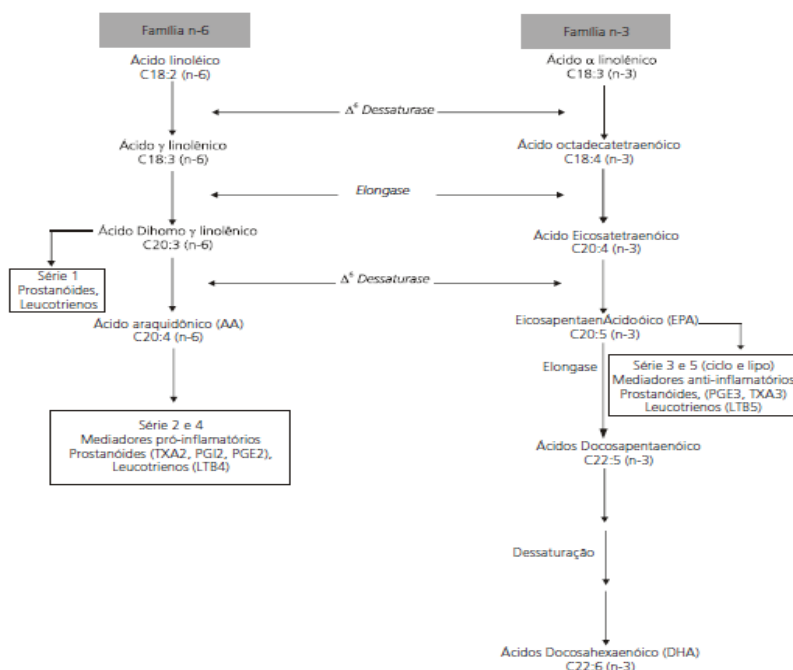 Família n-6
Família n-3
Ácido linoléico
C18:2 (n-6)
Ácido α linolênico
C18:3 (n-3)
Δ⁶ Dessaturase
Ácido γ linolênico
C18:3 (n-6)
Ácido octadecatetraenóico
C18:4 (n-3)
Elongase
Ácido Dihomo γ linolênico
C20:3 (n-6)
Ácido Eicosatetraenóico
C20:4 (n-3)
Série 1
Prostanóides,
Leucotrienos
Δ⁶ Dessaturase
Ácido araquidônico (AA)
C20:4 (n-6)
EicosapentaenÁcidoóico (EPA)
C20:5 (n-3)
Elongase
Série 3 e 5 (ciclo e lipo)
Mediadores anti-inflamatórios
Prostanóides, (PGE3, TXA3)
Leucotrienos (LTB5)
Série 2 e 4
Mediadores pró-inflamatórios
Prostanóides (TXA2, PGI2, PGE2),
Leucotrienos (LTB4)
Ácidos Docosapentaenóico
C22:5 (n-3)
Dessaturação
Ácidos Docosahexaenóico (DHA)
C22:6 (n-3)